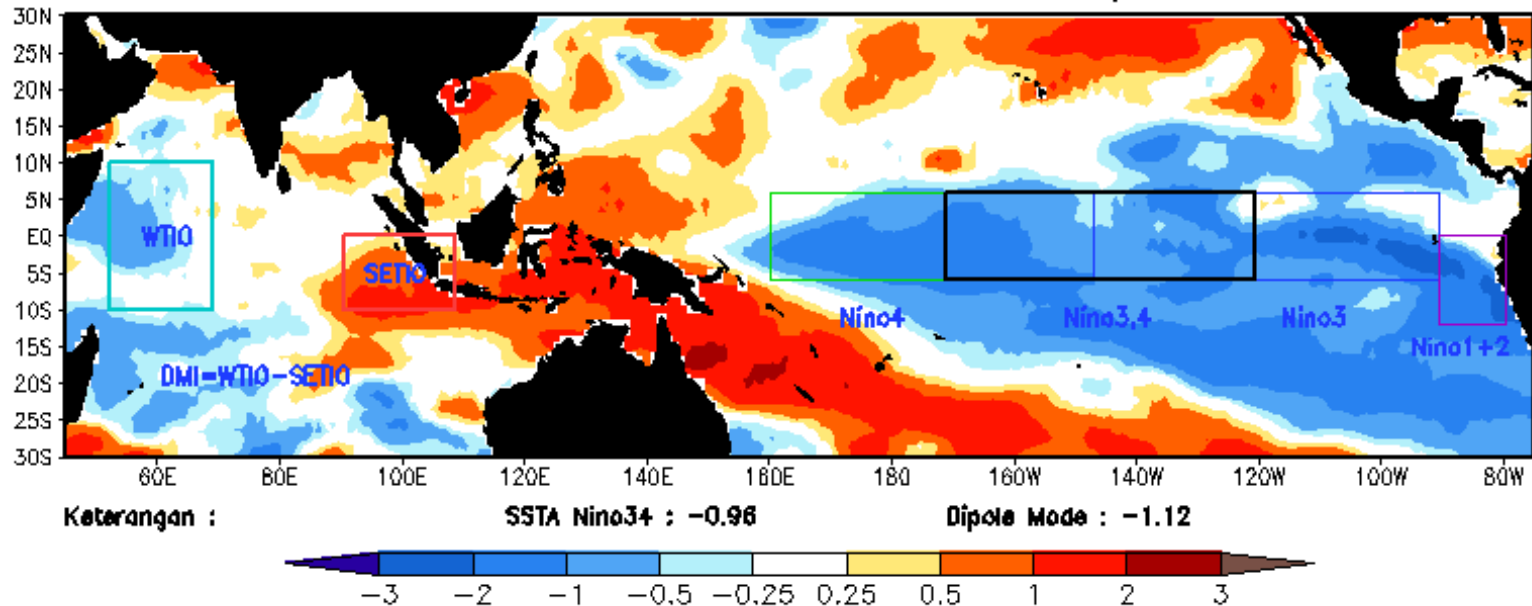 30N
25N
20N
15N
10N
5N
EQ
5S
10S
15S
20S
25S
30S
WTIO
SETIO
Nino4
Nino3,4
Nino3
Nino1+2
DMI=WTIO-SETIO
60E 80E 100E 120E 140E 160E 180 160W 140W 120W 100W 80W
Keterangan : SSTA Nino34 : -0.96 Dipole Mode : -1.12
-3 -2 -1 -0.5 -0.25 0.25 0.5 1 2 3